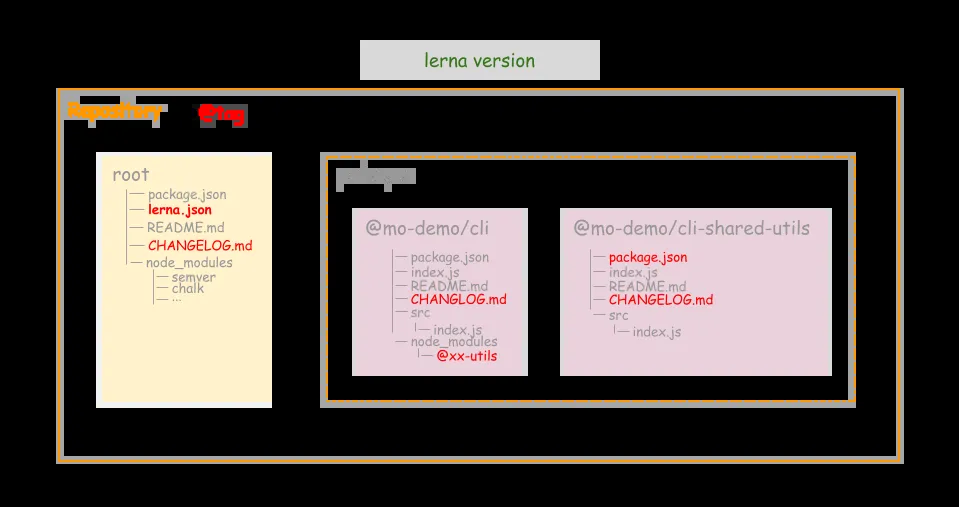 lerna version
Repository @tag
root
package.json
lerna.json
README.md
CHANGELOG.md
node_modules
semver
chalk
...
@mo-demo/cli
package.json
index.js
README.md
CHANGLOG.md
src
index.js
node_modules
@xx-utils
@mo-demo/cli-shared-utils
package.json
index.js
README.md
CHANGELOG.md
src
index.js